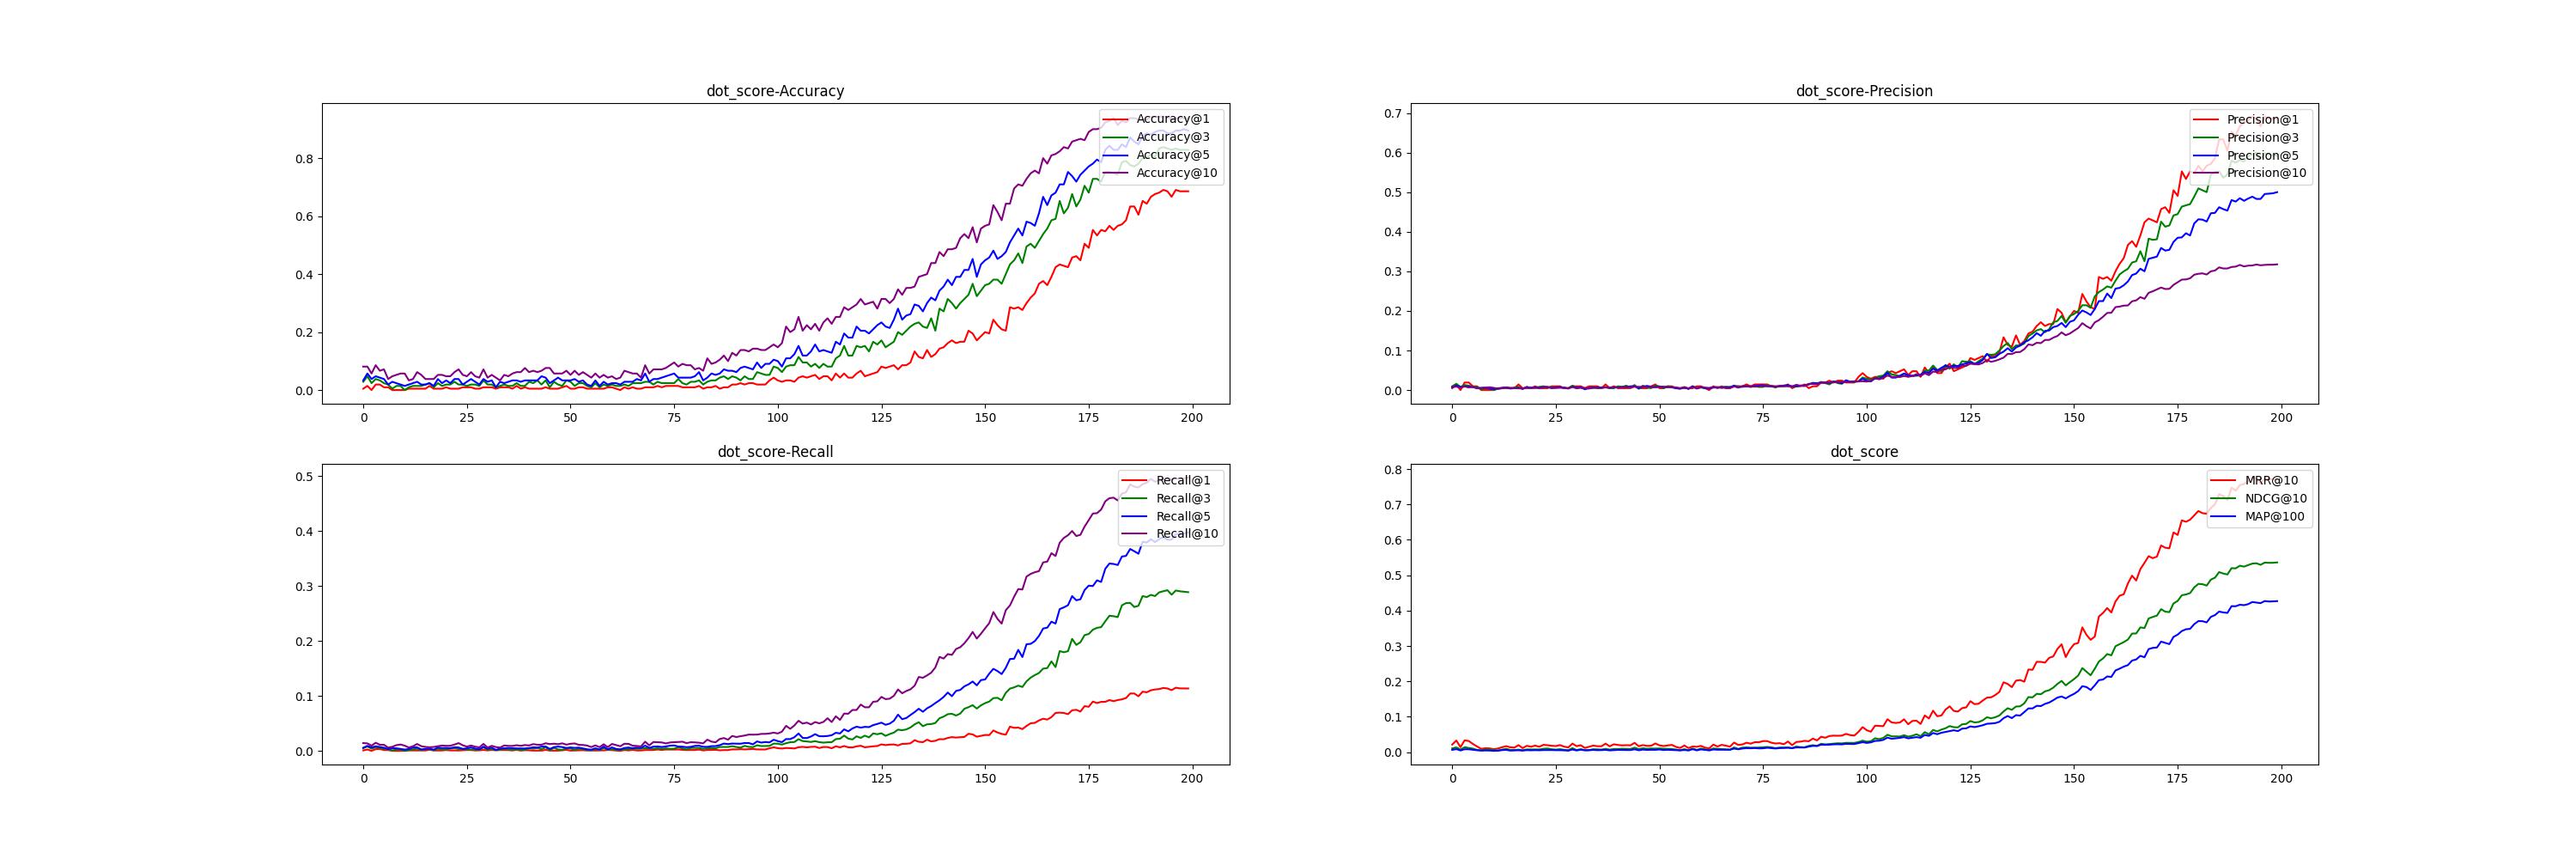 dot_score-Accuracy
Accuracy@1
Accuracy@3
Accuracy@5
Accuracy@10
0.8
0.6
0.4
0.2
0.0
0 25 50 75 100 125 150 175 200
dot_score-Precision
Precision@1
Precision@3
Precision@5
Precision@10
0.7
0.6
0.5
0.4
0.3
0.2
0.1
0.0
0 25 50 75 100 125 150 175 200
dot_score-Recall
Recall@1
Recall@3
Recall@5
Recall@10
0.5
0.4
0.3
0.2
0.1
0.0
0 25 50 75 100 125 150 175 200
dot_score
MRR@10
NDCG@10
MAP@100
0.8
0.7
0.6
0.5
0.4
0.3
0.2
0.1
0.0
0 25 50 75 100 125 150 175 200